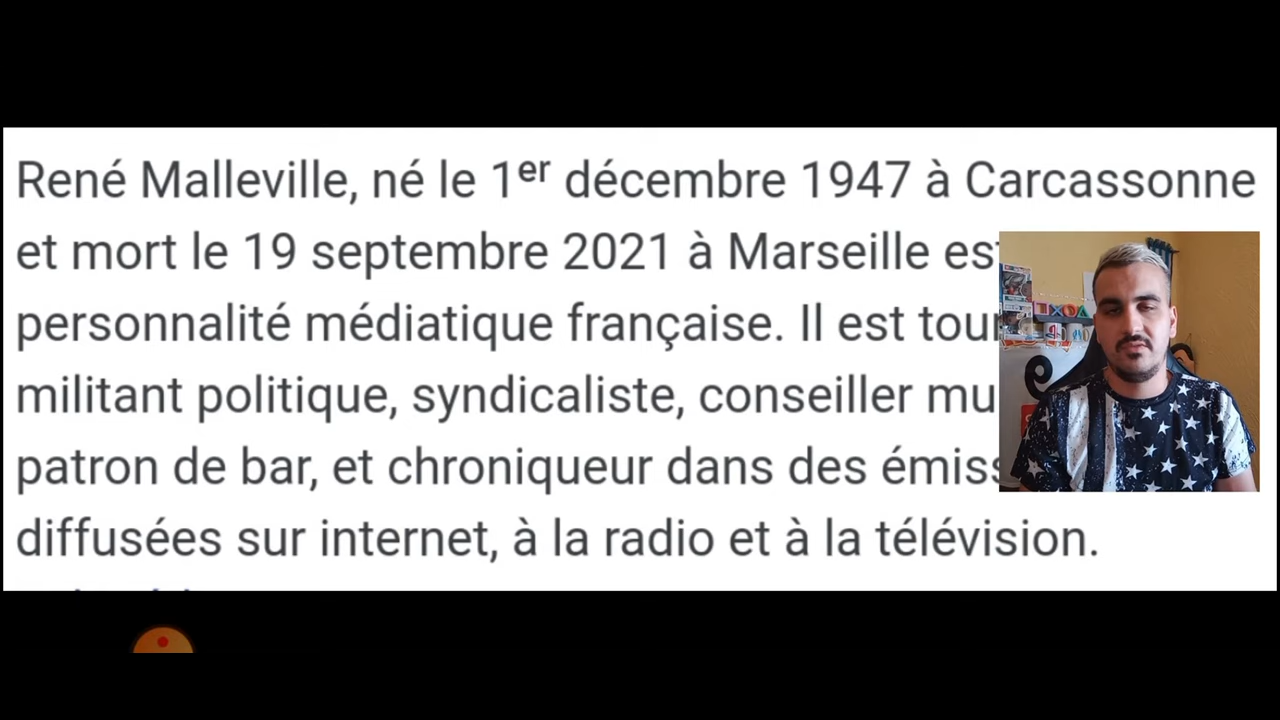 René Malleville, né le 1er décembre 1947 à Carcassonne
et mort le 19 septembre 2021 à Marseille
personnalité médiatique française. Il est
militant politique, syndicaliste, conseiller
patron de bar, et chroniqueur dans des
diffusées sur internet, à la radio et à la télévision.